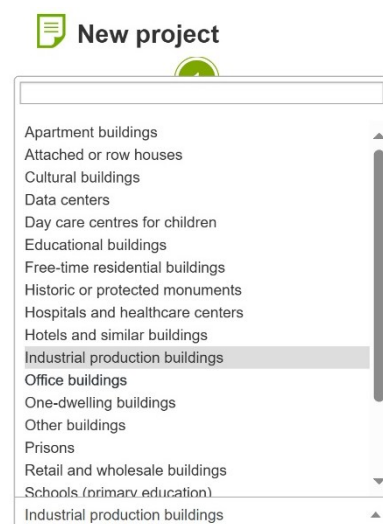 New project
Apartment buildings
Attached or row houses
Cultural buildings
Data centers
Day care centres for children
Educational buildings
Free-time residential buildings
Historic or protected monuments
Hospitals and healthcare centers
Hotels and similar buildings
Industrial production buildings
Office buildings
One-dwelling buildings
Other buildings
Prisons
Retail and wholesale buildings
Schools (primary education)
Industrial production buildings